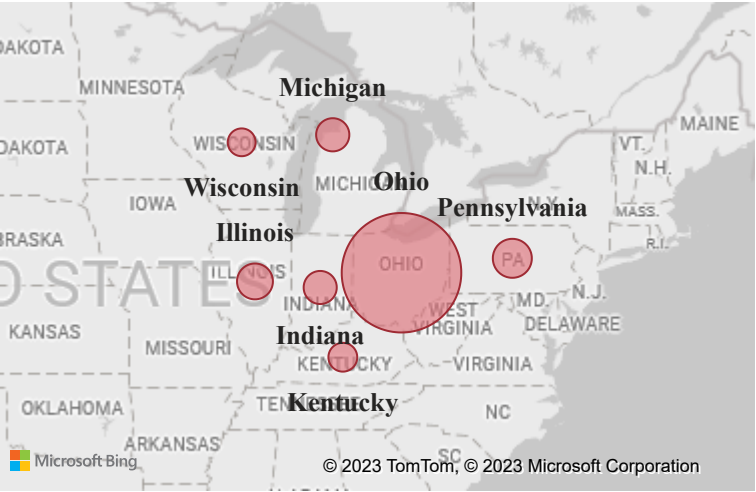 DAKOTA
MINNESOTA
Michigan
MAINE
WISCONSIN
VT.
DAKOTA
N.H.
MICHIGAN
Ohio
Wisconsin
IOWA
N.Y.
Pennsylvania
MASS.
Illinois
BRASKA
R.I.
OHIO
PA
ILLINOIS
D STATES
INDIANA
MD.
N.J.
WEST
VIRGINIA
DELAWARE
KANSAS
Indiana
MISSOURI
KENTUCKY
VIRGINIA
OKLAHOMA
TENNESSEE
Kentucky
NC
ARKANSAS
SC
Microsoft Bing
© 2023 TomTom, © 2023 Microsoft Corporation